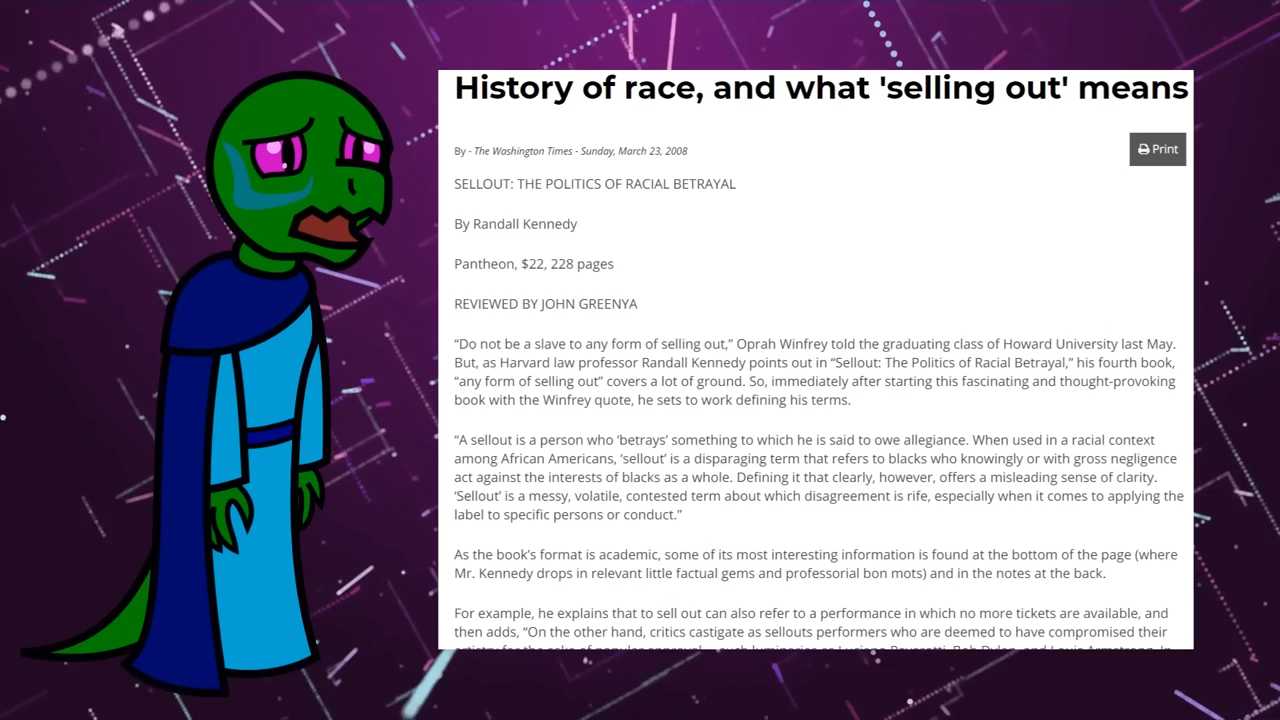 History of race, and what 'selling out' means
By - The Washington Times - Sunday, March 23, 2008
Print
SELLOUT: THE POLITICS OF RACIAL BETRAYAL
By Randall Kennedy
Pantheon, $22, 228 pages
REVIEWED BY JOHN GREENYA
“Do not be a slave to any form of selling out,” Oprah Winfrey told the graduating class of Howard University last May.
But, as Harvard law professor Randall Kennedy points out in “Sellout: The Politics of Racial Betrayal,” his fourth book,
“any form of selling out” covers a lot of ground. So, immediately after starting this fascinating and thought-provoking
book with the Winfrey quote, he sets to work defining his terms.
“A sellout is a person who ‘betrays’ something to which he is said to owe allegiance. When used in a racial context
among African Americans, ‘sellout’ is a disparaging term that refers to blacks who knowingly or with gross negligence
act against the interests of blacks as a whole. Defining it that clearly, however, offers a misleading sense of clarity.
‘Sellout’ is a messy, volatile, contested term about which disagreement is rife, especially when it comes to applying the
label to specific persons or conduct.”
As the book’s format is academic, some of its most interesting information is found at the bottom of the page (where
Mr. Kennedy drops in relevant little factual gems and professorial bon mots) and in the notes at the back.
For example, he explains that to sell out can also refer to a performance in which no more tickets are available, and
then adds, “On the other hand, critics castigate as sellouts performers who are deemed to have compromised their